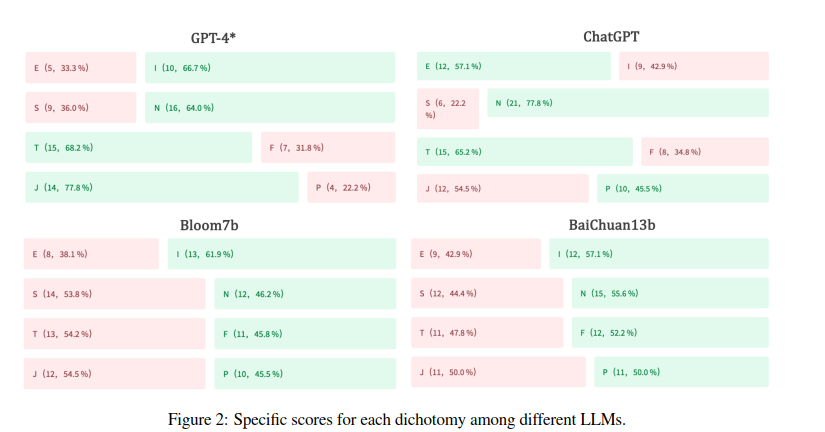 GPT-4*
E (5, 33.3%)
I (10, 66.7%)
S (9, 36.0%)
N (16, 64.0%)
T (15, 68.2%)
F (7, 31.8%)
J (14, 77.8%)
P (4, 22.2%)
ChatGPT
E (12, 57.1%)
I (9, 42.9%)
S (6, 22.2
%)
N (21, 77.8%)
T (15, 65.2%)
F (8, 34.8%)
J (12, 54.5%)
P (10, 45.5%)
Bloom7b
E (8, 38.1%)
I (13, 61.9%)
S (14, 53.8%)
N (12, 46.2%)
T (13, 54.2%)
F (11, 45.8%)
J (12, 54.5%)
P (10, 45.5%)
BaiChuan13b
E (9, 42.9%)
I (12, 57.1%)
S (12, 44.4%)
N (15, 55.6%)
T (11, 47.8%)
F (12, 52.2%)
J (11, 50.0%)
P (11, 50.0%)
Figure 2: Specific scores for each dichotomy among different LLMs.